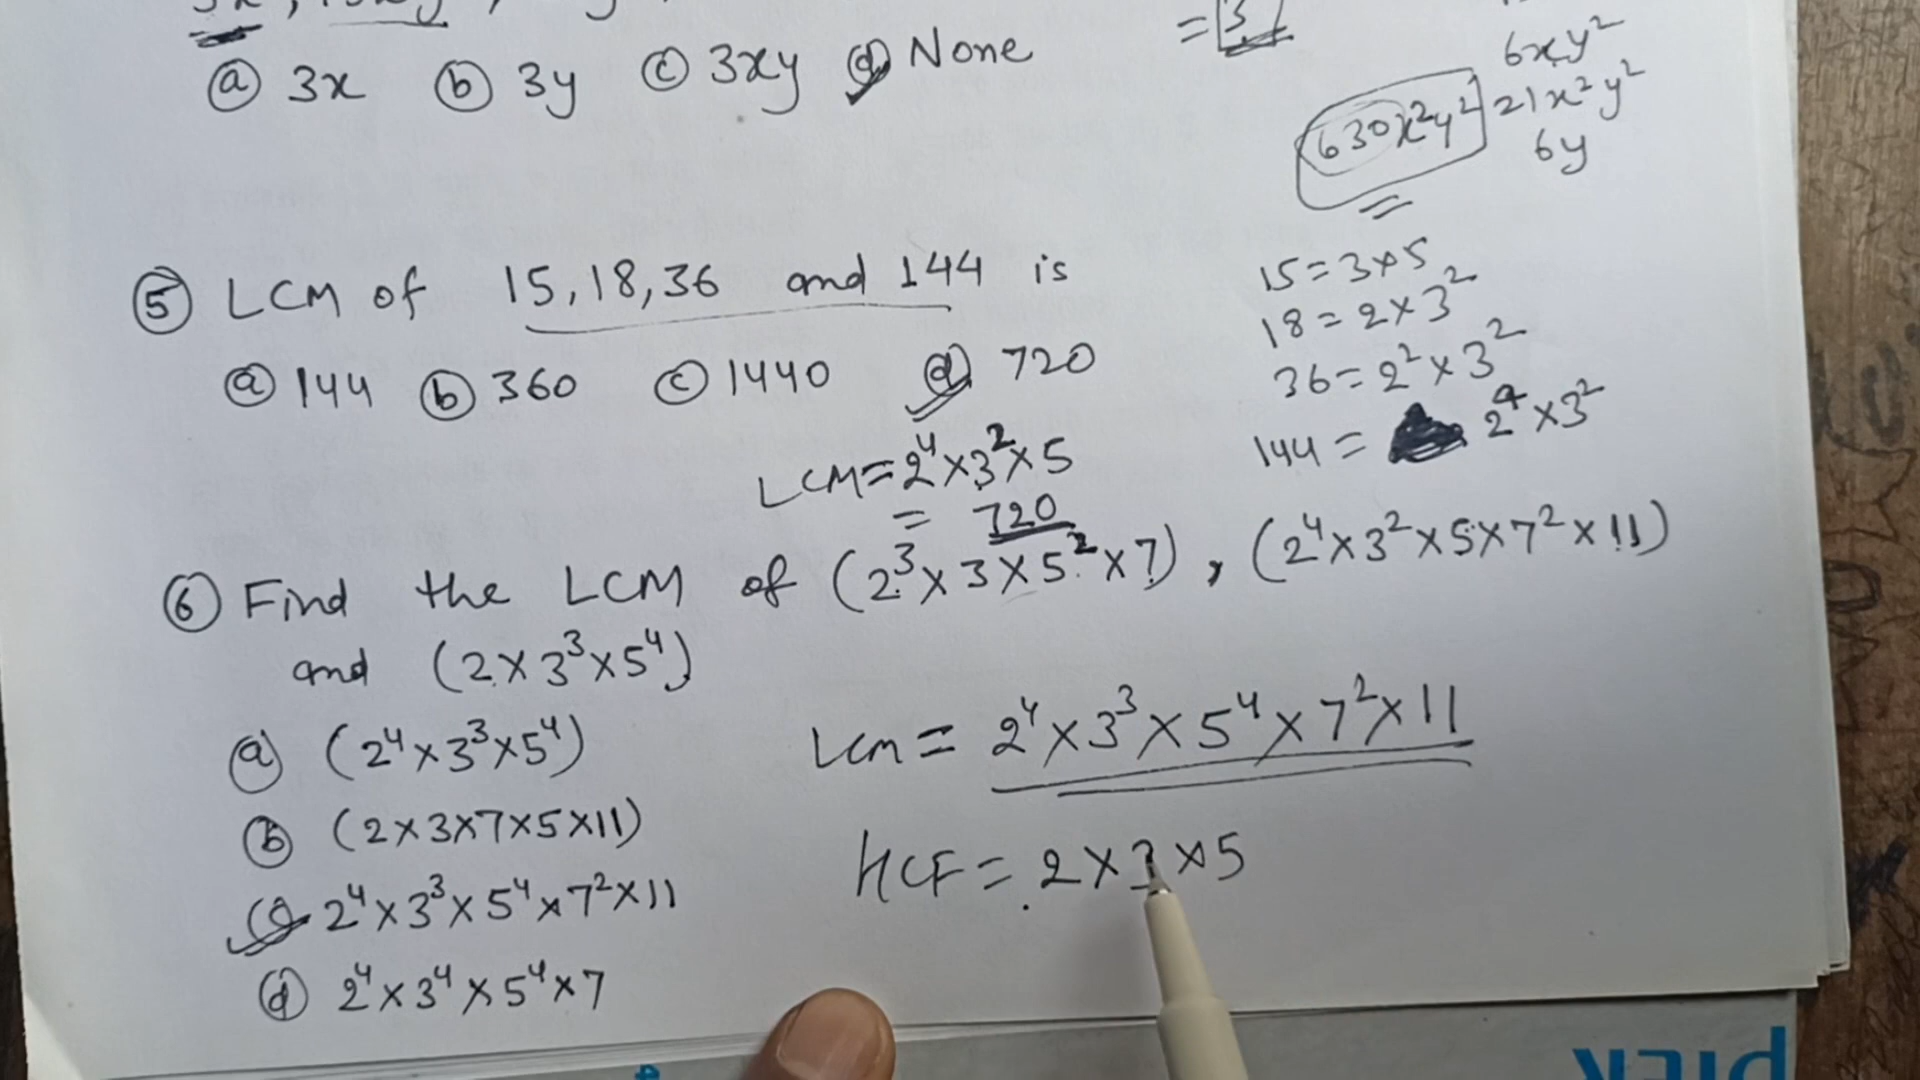 ⓐ 3x ⓑ 3y ⓒ 3xy ⓓ None
= 3
6xy²
630x²y² 21x²y²
6y
⑤ LCM of 15,18,36 and 144 is
ⓐ 144 ⓑ 360 ⓒ 1440 ⓓ 720
15=3×5
18=2×3²
36=2²×3²
144= 2⁴×3²
LCM=2⁴×3²×5
= 720
⑥ Find the LCM of (2³×3×5²×7), (2⁴×3²×5×7²×11)
and (2×3³×5⁴)
ⓐ (2⁴×3³×5⁴)
ⓑ (2×3×7×5×11)
ⓒ 2⁴×3³×5⁴×7²×11
ⓓ 2⁴×3⁴×5⁴×7
Lcm= 2⁴×3³×5⁴×7²×11
HCF= 2×3×5